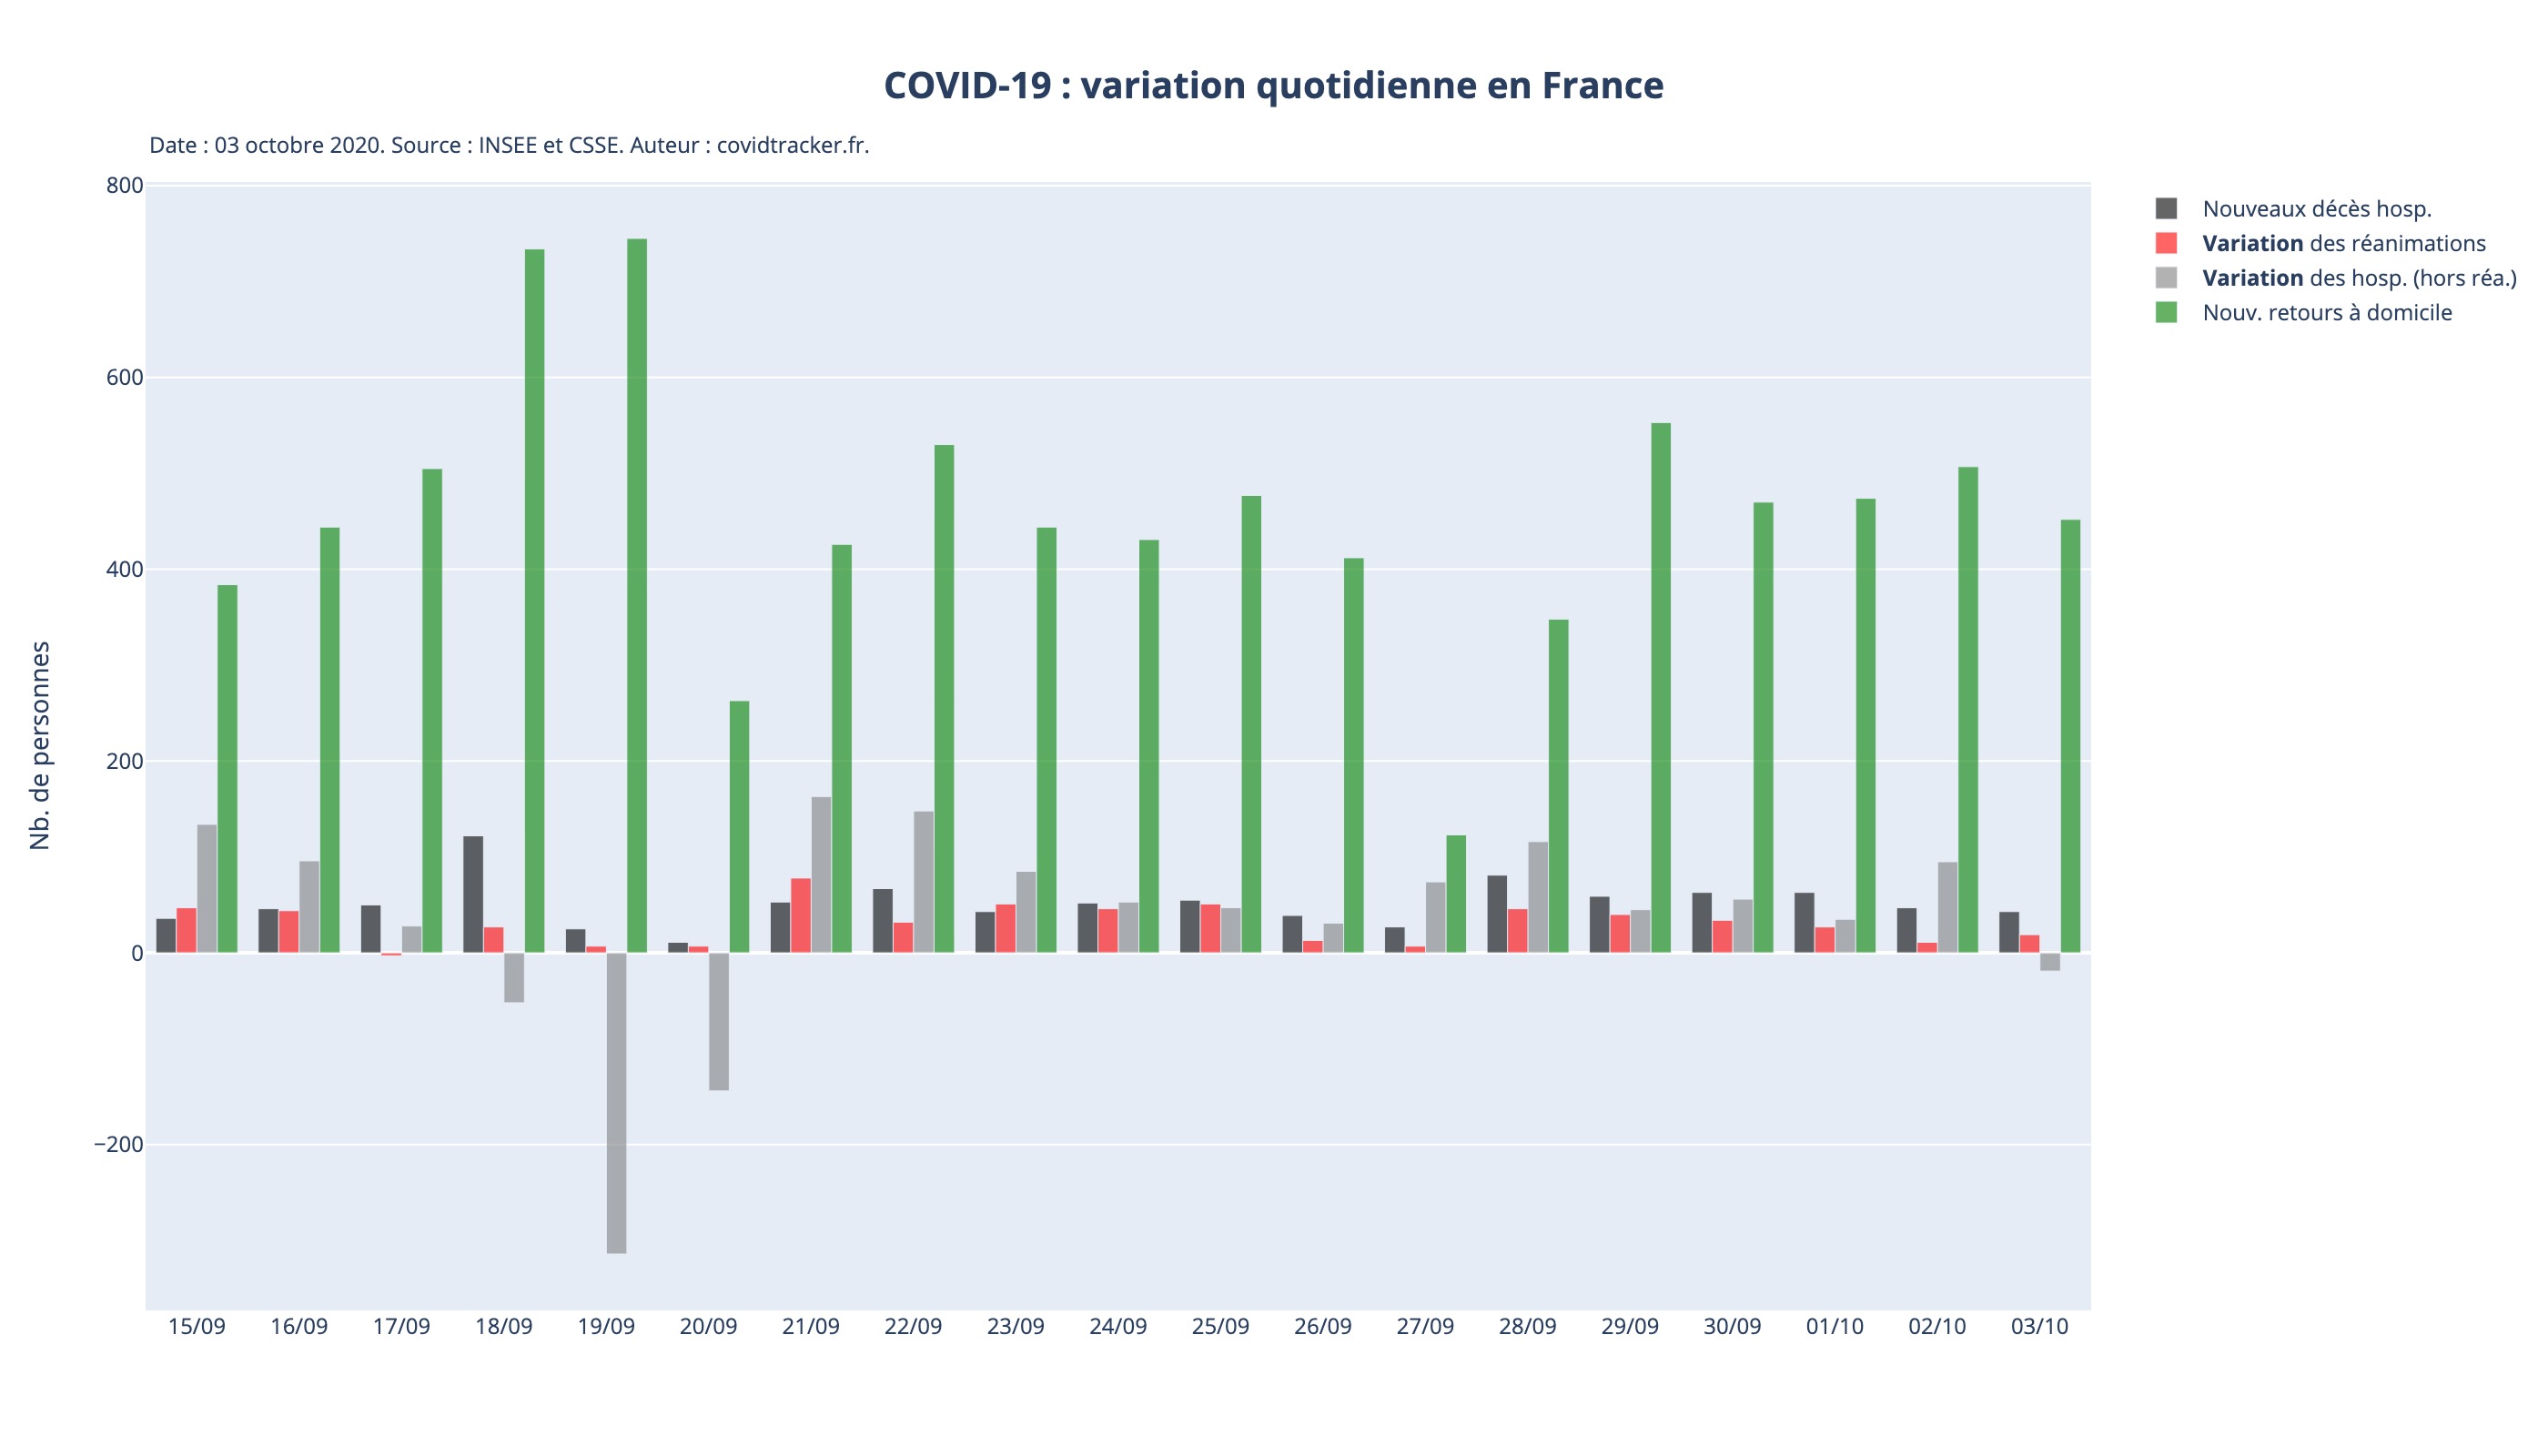 COVID-19 : variation quotidienne en France
Date : 03 octobre 2020. Source : INSEE et CSSE. Auteur : covidtracker.fr.
Nouveaux décès hosp.
Variation des réanimations
Variation des hosp. (hors réa.)
Nouv. retours à domicile
Nb. de personnes
800
600
400
200
0
−200
15/09 16/09 17/09 18/09 19/09 20/09 21/09 22/09 23/09 24/09 25/09 26/09 27/09 28/09 29/09 30/09 01/10 02/10 03/10